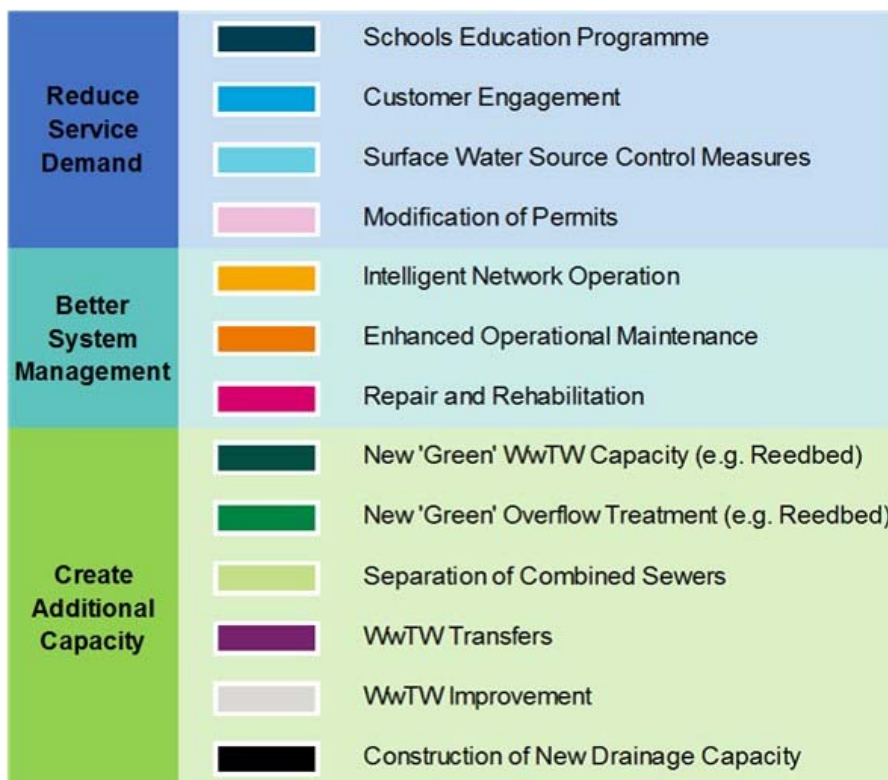 Reduce
Service
Demand
Schools Education Programme
Customer Engagement
Surface Water Source Control Measures
Modification of Permits
Better
System
Management
Intelligent Network Operation
Enhanced Operational Maintenance
Repair and Rehabilitation
Create
Additional
Capacity
New 'Green' WwTW Capacity (e.g. Reedbed)
New 'Green' Overflow Treatment (e.g. Reedbed)
Separation of Combined Sewers
WwTW Transfers
WwTW Improvement
Construction of New Drainage Capacity